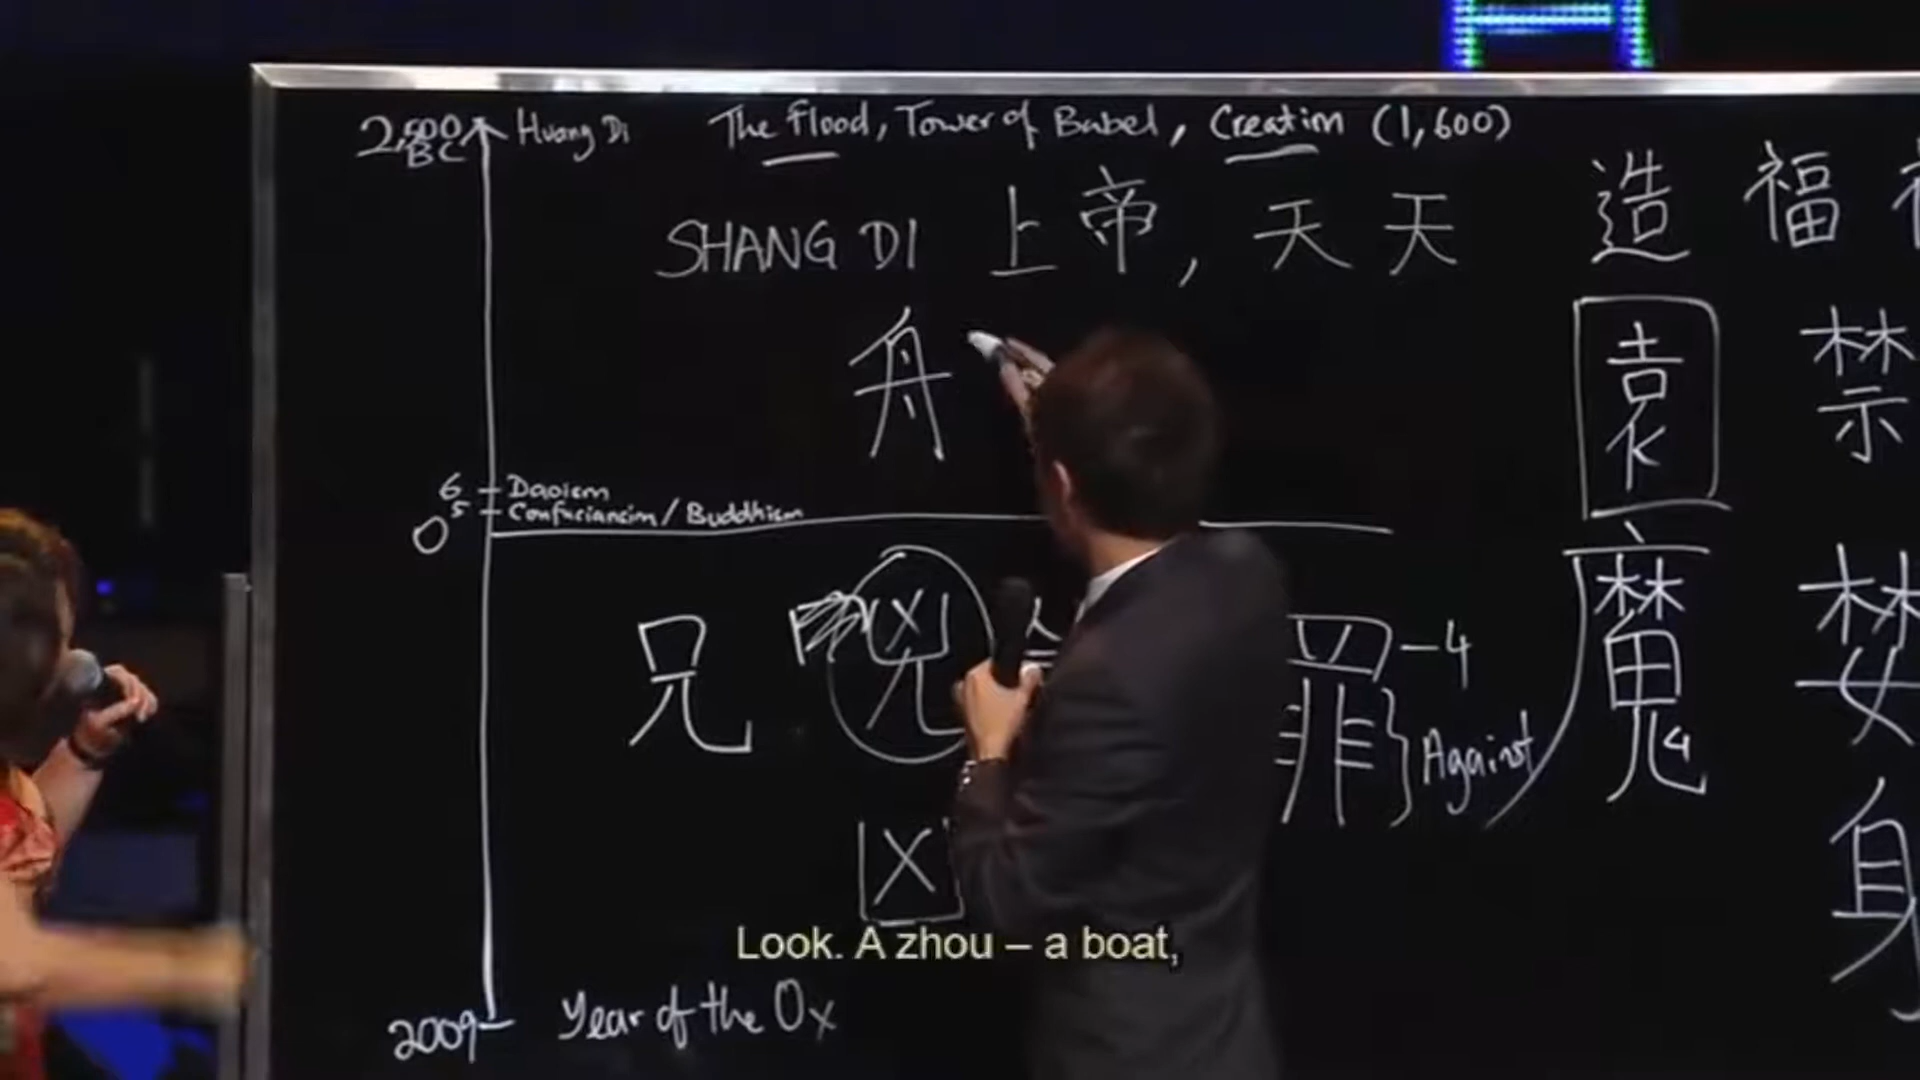 2,500 BC Huang Di The Flood, Tower of Babel, Creation (1,600)
SHANG DI 上帝, 天天 造 福
舟 園 禁
6 Daoism
5 Confucianism / Buddhism
0
兄 兇 罪 -4 Against 魔 婪
凶 身
Look. A zhou – a boat,
2009 Year of the Ox